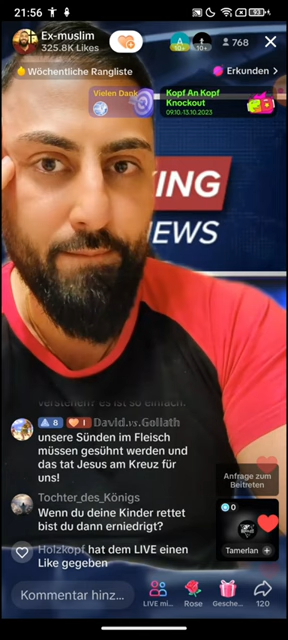 21:56
93
Ex-muslim
325.8K Likes
10+
10+
768
Wöchentliche Rangliste
Erkunden >
Vielen Dank
Kopf An Kopf
Knockout
09.10-13.10.2023
KING
NEWS
verstehen? es ist so einfach.
8
1
David.vs.Goliath
unsere Sünden im Fleisch
müssen gesühnt werden und
das tat Jesus am Kreuz für
uns!
Anfrage zum
Beitreten
Tochter_des_Königs
Wenn du deine Kinder rettest
bist du dann erniedrigt?
0
Tamerlan +
Holzkopf hat dem LIVE einen
Like gegeben
Kommentar hinz...
LIVE mi...
Rose
Gesche...
120